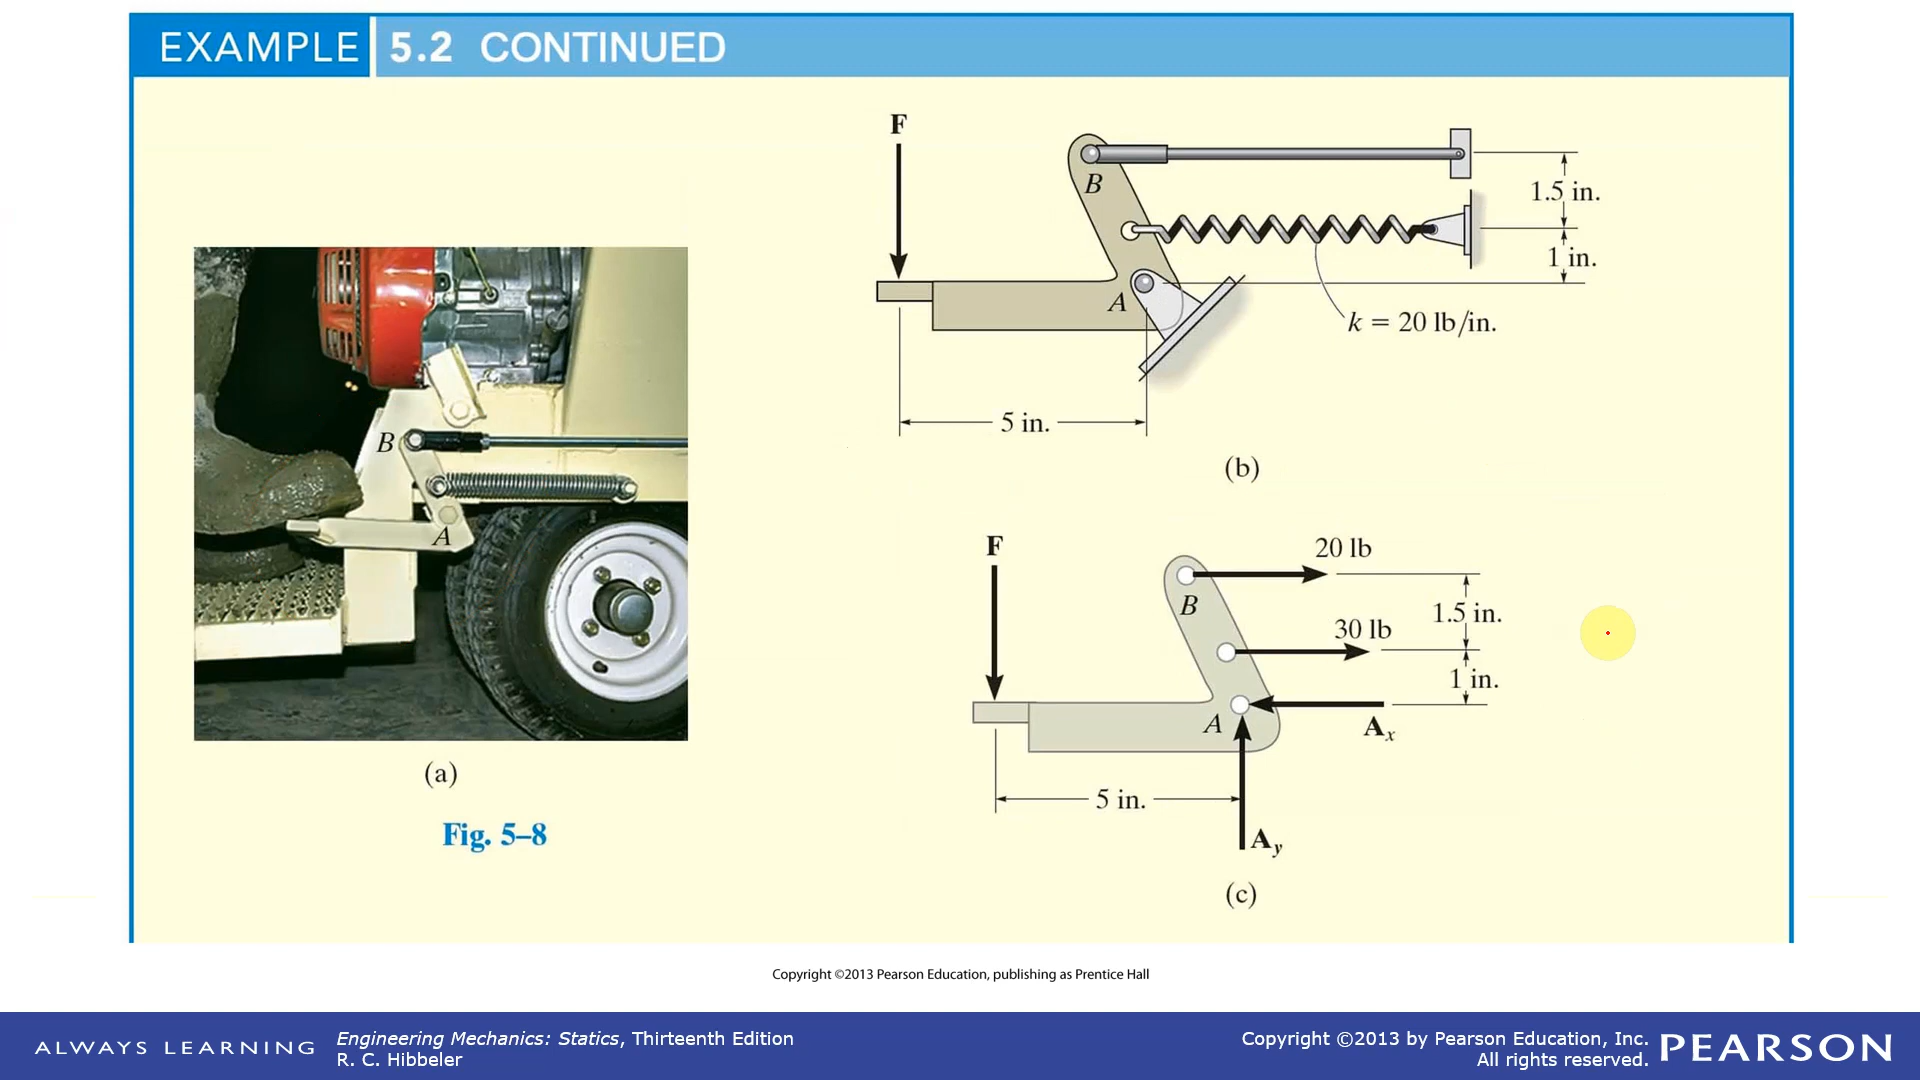 EXAMPLE 5.2 CONTINUED
B
A
(a)
Fig. 5–8
F
B
A
1.5 in.
1 in.
k = 20 lb/in.
5 in.
(b)
F
20 lb
B
30 lb
1.5 in.
1 in.
A
Ax
5 in.
Ay
(c)
Copyright ©2013 Pearson Education, publishing as Prentice Hall
ALWAYS LEARNING
Engineering Mechanics: Statics, Thirteenth Edition
R. C. Hibbeler
Copyright ©2013 by Pearson Education, Inc.
All rights reserved.
PEARSON